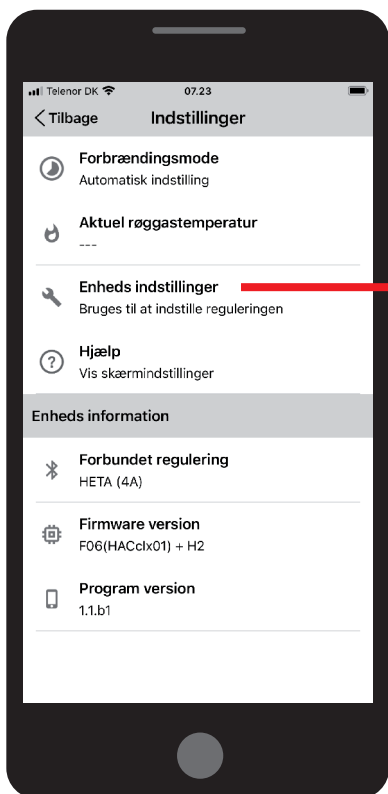 Telenor DK
07.23
Tilbage
Indstillinger
Forbrændingsmode
Automatisk indstilling
Aktuel røggastemperatur
---
Enheds indstillinger
Bruges til at indstille reguleringen
Hjælp
Vis skærmindstillinger
Enheds information
Forbundet regulering
HETA (4A)
Firmware version
F06(HACclx01) + H2
Program version
1.1.b1